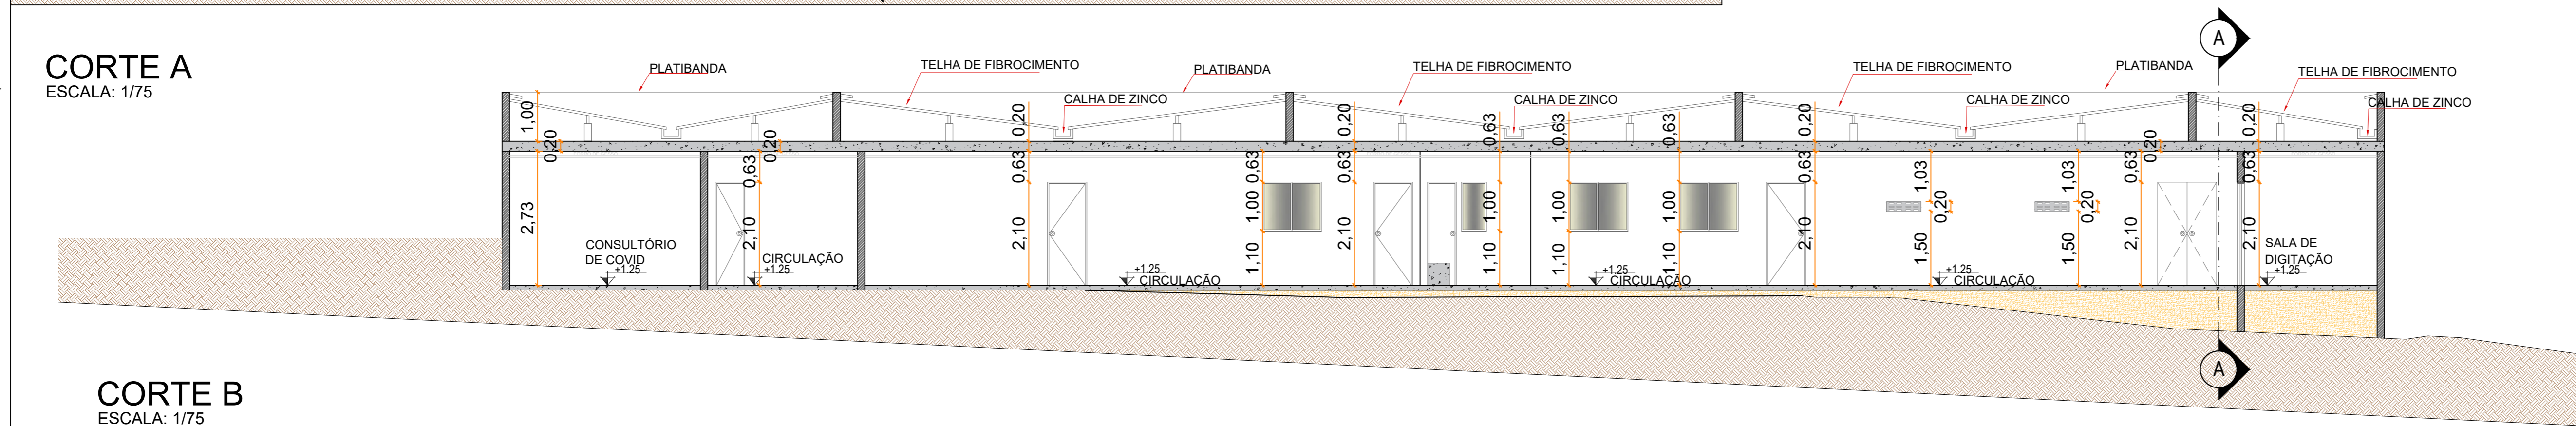 CORTE A
ESCALA: 1/75
PLATIBANDA
TELHA DE FIBROCIMENTO
PLATIBANDA
TELHA DE FIBROCIMENTO
TELHA DE FIBROCIMENTO
PLATIBANDA
TELHA DE FIBROCIMENTO
A
CALHA DE ZINCO
CALHA DE ZINCO
CALHA DE ZINCO
CALHA DE ZINCO
1,00
0,20
0,20
0,20
0,20
0,63
0,63
0,63
0,20
0,20
0,20
2,73
0,63
2,10
0,63
2,10
0,63
1,00
1,10
0,63
2,10
1,00
1,10
1,00
1,10
1,00
1,10
0,63
2,10
1,03
0,20
1,50
1,03
0,20
1,50
0,63
2,10
0,63
2,10
CONSULTÓRIO
DE COVID
+1.25
CIRCULAÇÃO
+1.25
+1.25
CIRCULAÇÃO
+1.25
CIRCULAÇÃO
+1.25
CIRCULAÇÃO
SALA DE
DIGITAÇÃO
+1.25
A
CORTE B
ESCALA: 1/75